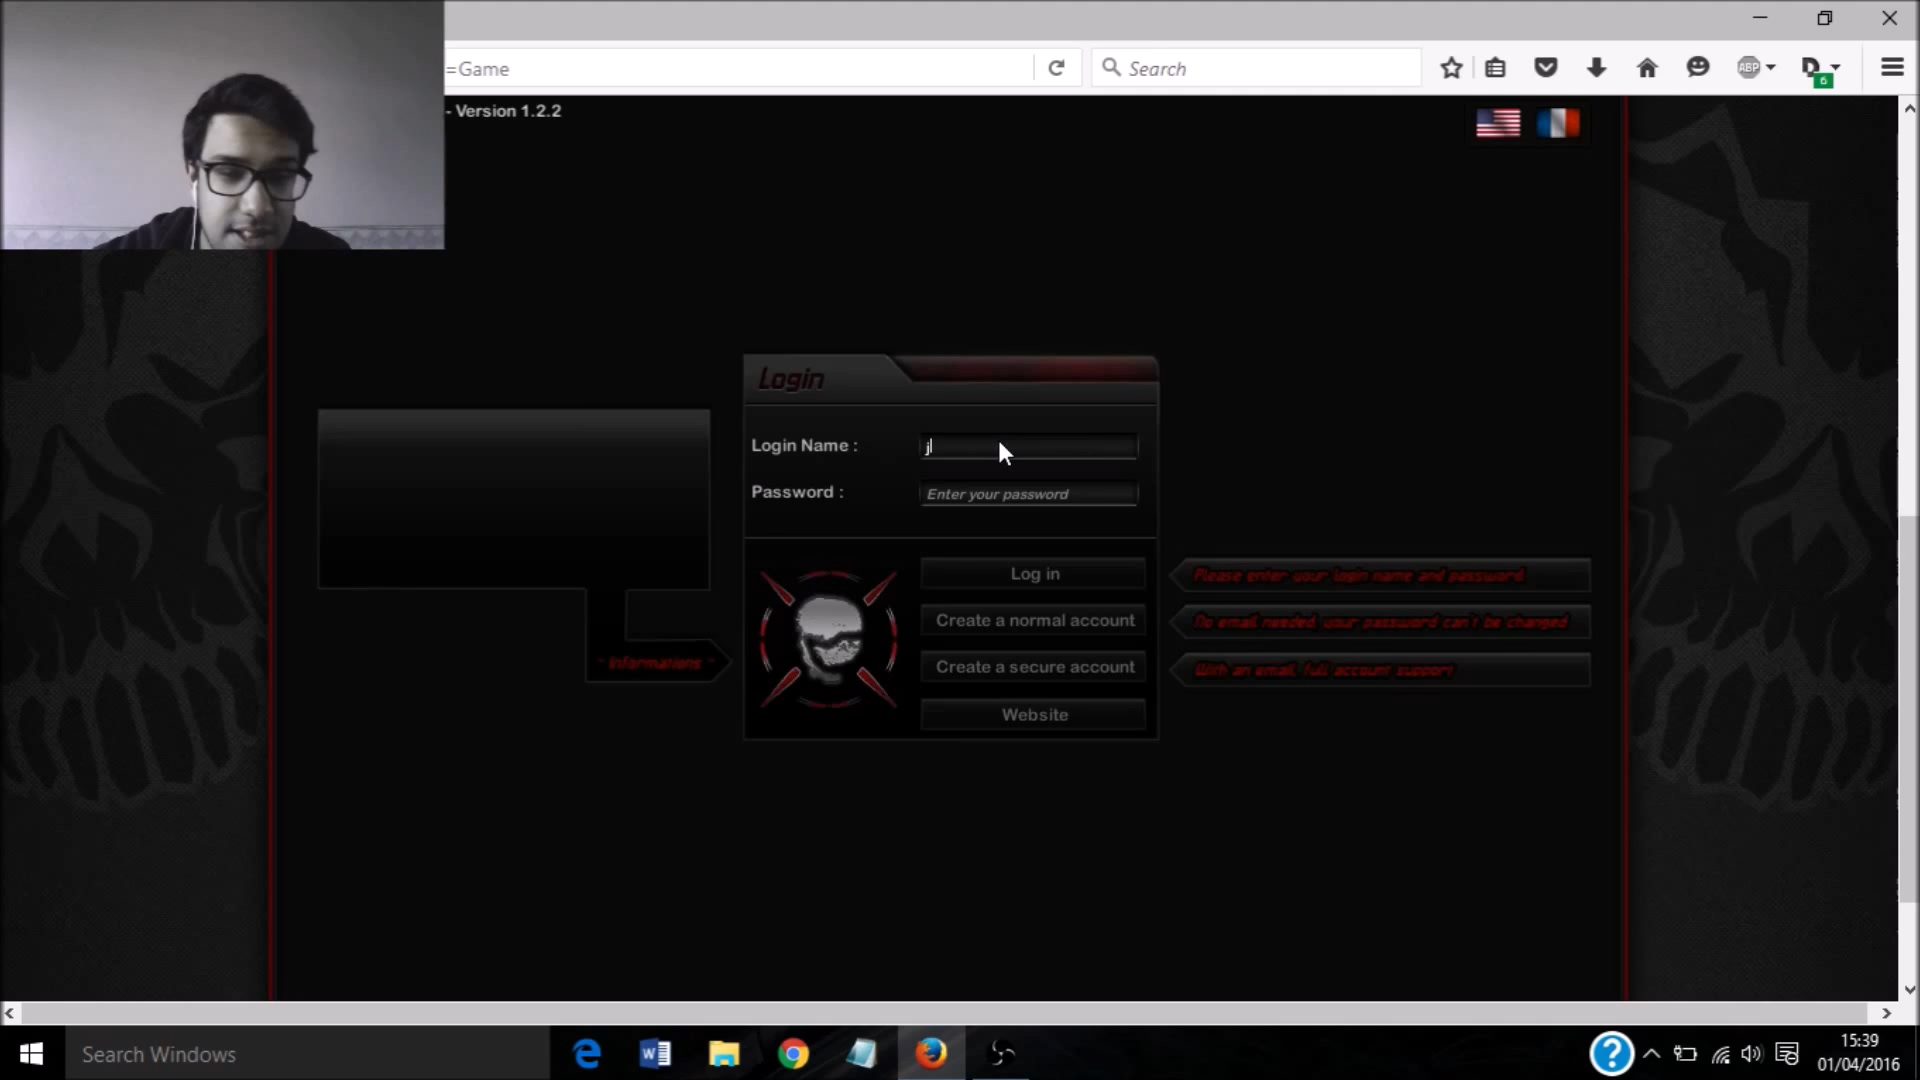 =Game
Search
ABP
6
- Version 1.2.2
Login
Login Name :
j
Password :
Enter your password
Log in
Please enter your login name and password
Create a normal account
No email needed, your password can't be changed
Create a secure account
With an email, full account support
- Informations -
Website
Search Windows
15:39
01/04/2016